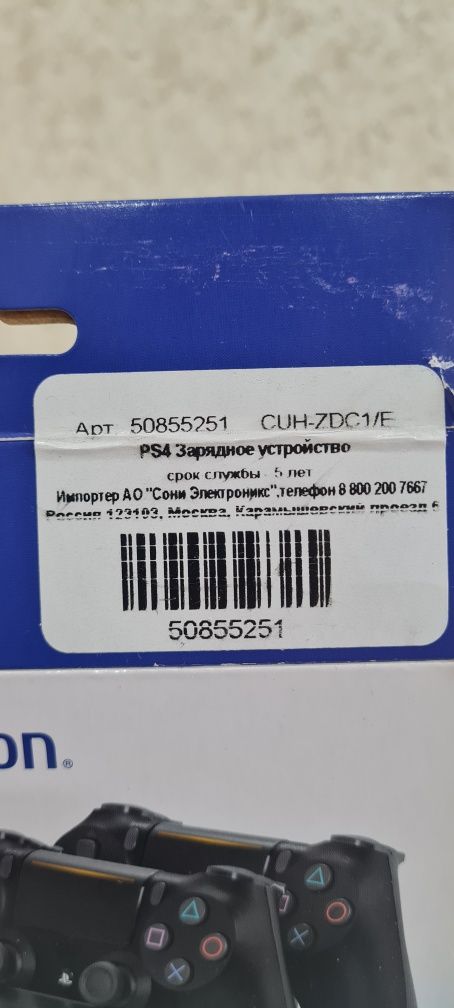 Арт 50855251 CUH-ZDC1/E
PS4 Зарядное устройство
срок службы - 5 лет
Импортер АО "Сони Электроникс",телефон 8 800 200 7667
Россия 123103, Москва, Карамышевский проезд 6
50855251
on®